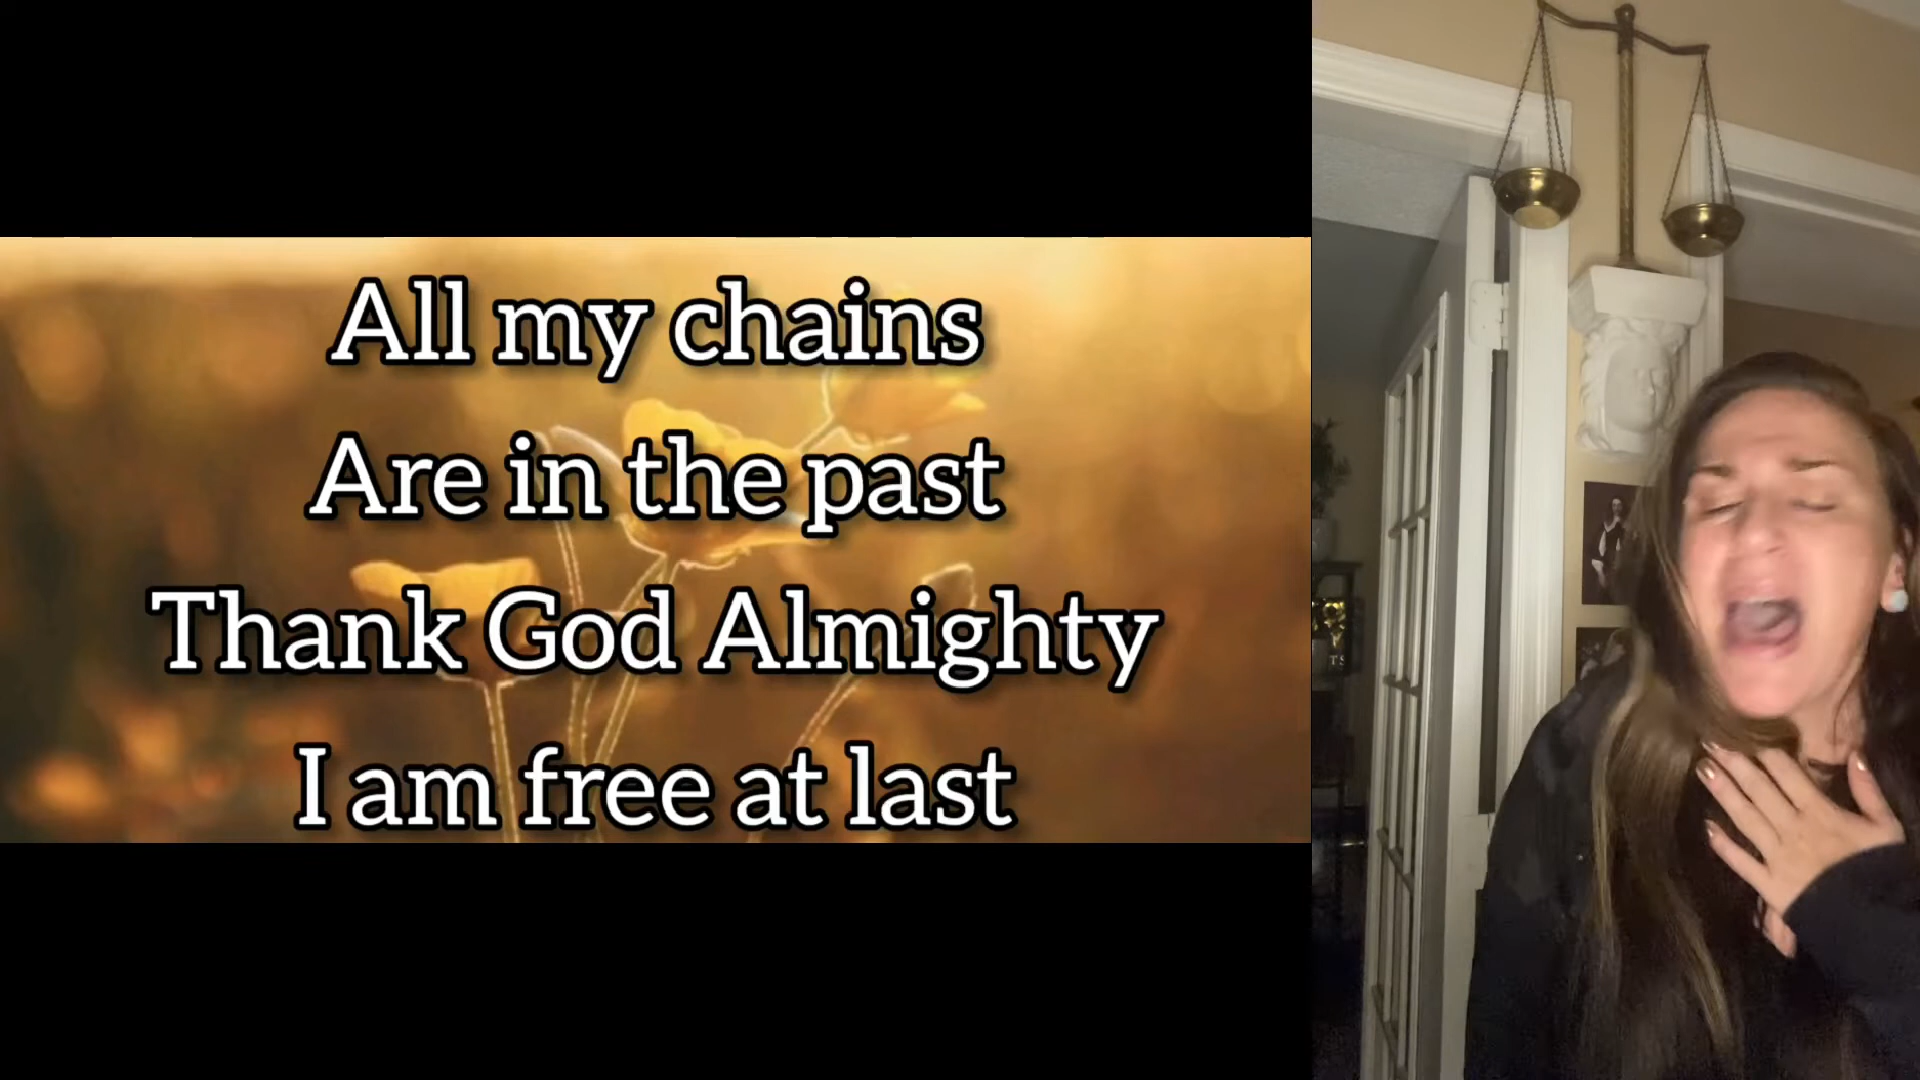 All my chains
Are in the past
Thank God Almighty
I am free at last